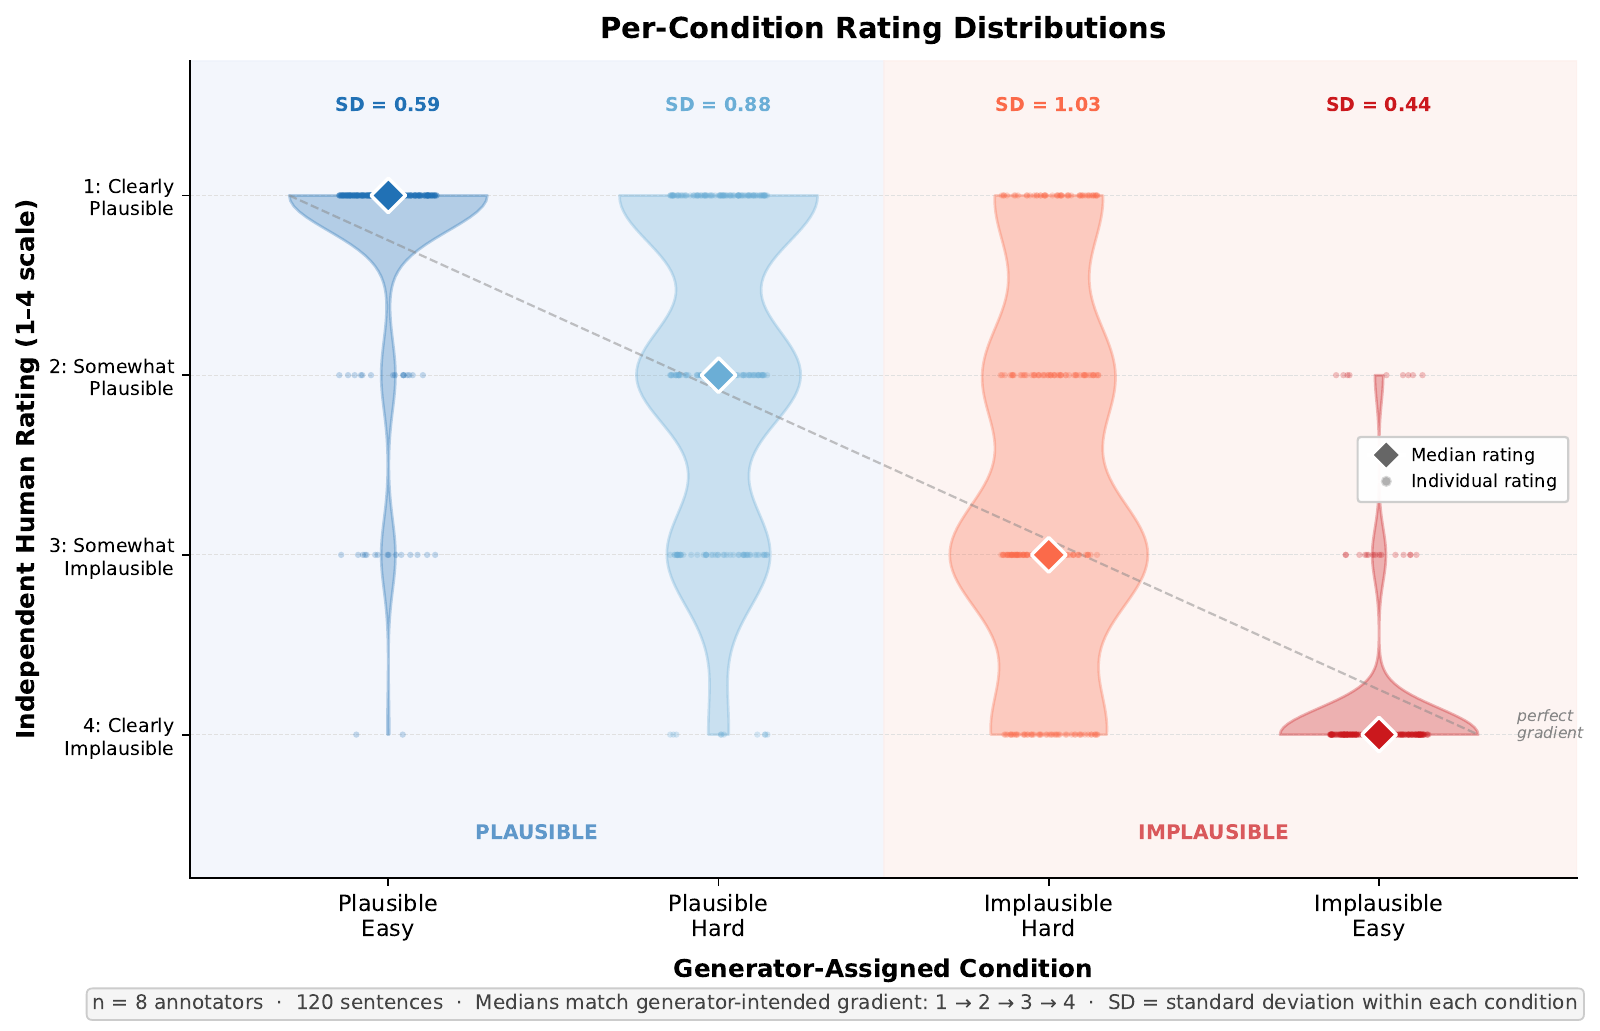 Per-Condition Rating Distributions
SD = 0.59
SD = 0.88
SD = 1.03
SD = 0.44
Independent Human Rating (1–4 scale)
1: Clearly
Plausible
2: Somewhat
Plausible
3: Somewhat
Implausible
4: Clearly
Implausible
Median rating
Individual rating
perfect
gradient
PLAUSIBLE
IMPLAUSIBLE
Plausible
Easy
Plausible
Hard
Implausible
Hard
Implausible
Easy
Generator-Assigned Condition
n = 8 annotators · 120 sentences · Medians match generator-intended gradient: 1 → 2 → 3 → 4 · SD = standard deviation within each condition